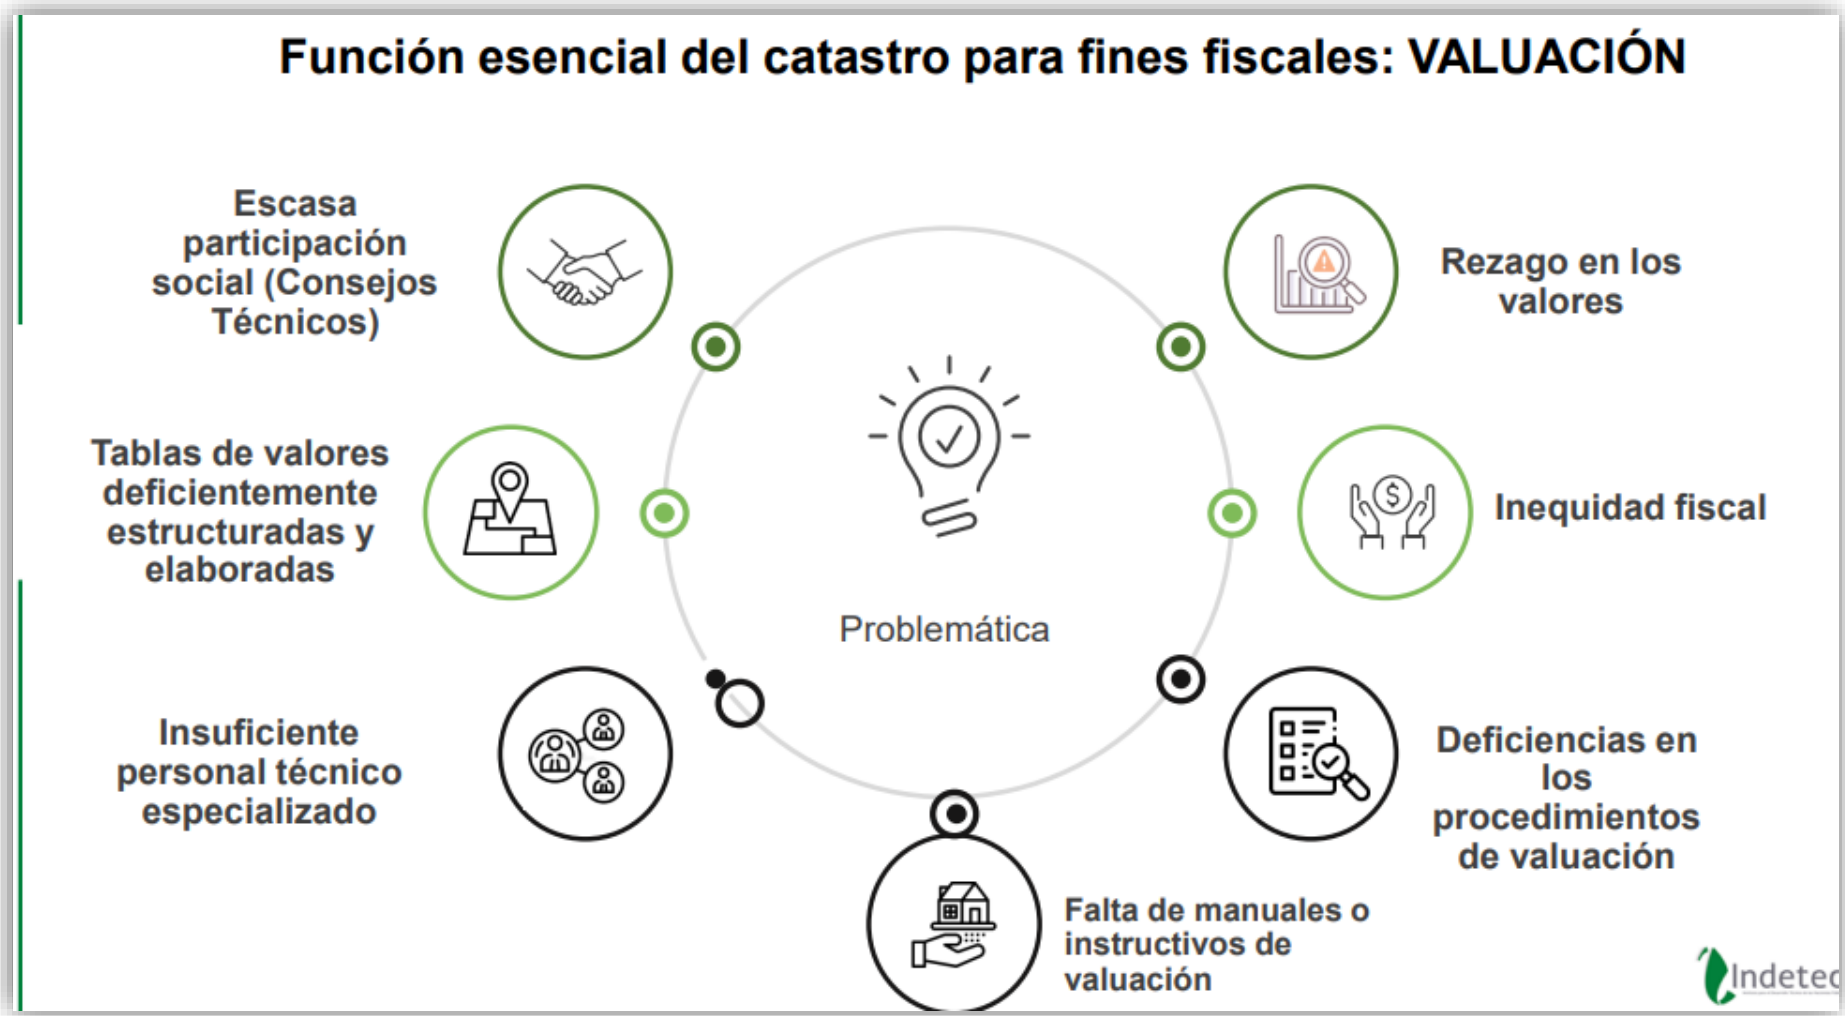 Función esencial del catastro para fines fiscales: VALUACIÓN
Escasa
participación
social (Consejos
Técnicos)
Rezago en los
valores
Tablas de valores
deficientemente
estructuradas y
elaboradas
$
Inequidad fiscal
Problemática
Insuficiente
personal técnico
especializado
Deficiencias en
los
procedimientos
de valuación
Falta de manuales o
instructivos de
valuación
Indetec